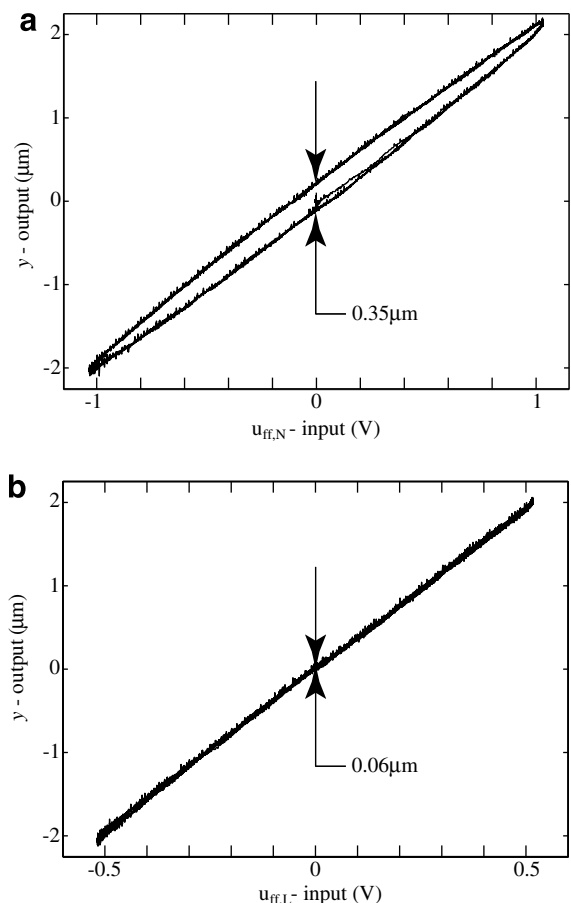 a
2
1
0
-1
-2
y - output (μm)
0.35μm
-1
0
1
u_ff,N - input (V)
b
2
1
0
-1
-2
y - output (μm)
0.06μm
-0.5
0
0.5
u_ff,L - input (V)